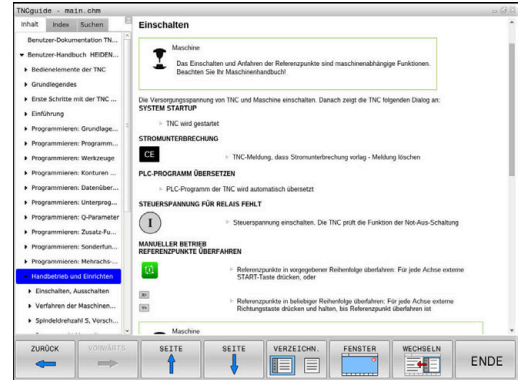 TNCguide - main.chm
Inhalt Index Suchen
Benutzer-Dokumentation TN...
Benutzer-Handbuch HEIDEN...
Bedienelemente der TNC
Grundlegendes
Erste Schritte mit der TNC ...
Einführung
Programmieren: Grundlage...
Programmieren: Programm...
Programmieren: Werkzeuge
Programmieren: Konturen ...
Programmieren: Datenüber...
Programmieren: Unterprog...
Programmieren: Q-Parameter
Programmieren: Zusatz-Fu...
Programmieren: Sonderfun...
Programmieren: Mehrachs-...
Handbetrieb und Einrichten
Einschalten, Ausschalten
Verfahren der Maschinen...
Spindeldrehzahl S, Vorsch...
Einschalten
Maschine
Das Einschalten und Anfahren der Referenzpunkte sind maschinenabhängige Funktionen.
Beachten Sie Ihr Maschinenhandbuch!
Die Versorgungsspannung von TNC und Maschine einschalten. Danach zeigt die TNC folgenden Dialog an:
SYSTEM STARTUP
TNC wird gestartet
STROMUNTERBRECHUNG
CE
TNC-Meldung, dass Stromunterbrechung vorlag - Meldung löschen
PLC-PROGRAMM ÜBERSETZEN
PLC-Programm der TNC wird automatisch übersetzt
STEUERSPANNUNG FÜR RELAIS FEHLT
I
Steuerspannung einschalten. Die TNC prüft die Funktion der Not-Aus-Schaltung
MANUELLER BETRIEB
REFERENZPUNKTE ÜBERFAHREN
Referenzpunkte in vorgegebener Reihenfolge überfahren: Für jede Achse externe
START-Taste drücken, oder
Referenzpunkte in beliebiger Reihenfolge überfahren: Für jede Achse externe
Richtungstaste drücken und halten, bis Referenzpunkt überfahren ist
Maschine
ZURÜCK VORWÄRTS SEITE SEITE VERZEICHN. FENSTER WECHSELN ENDE